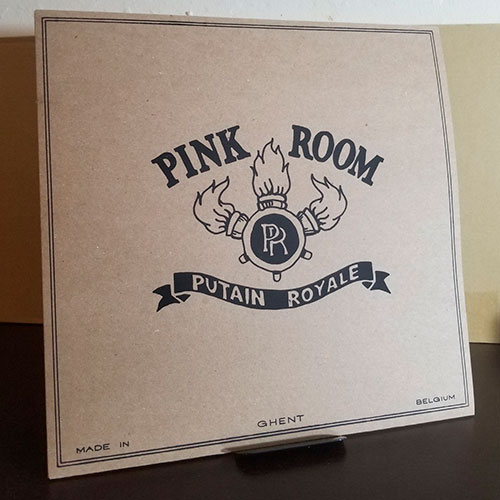 PINK ROOM
PR
PUTAIN ROYALE
MADE IN GHENT BELGIUM